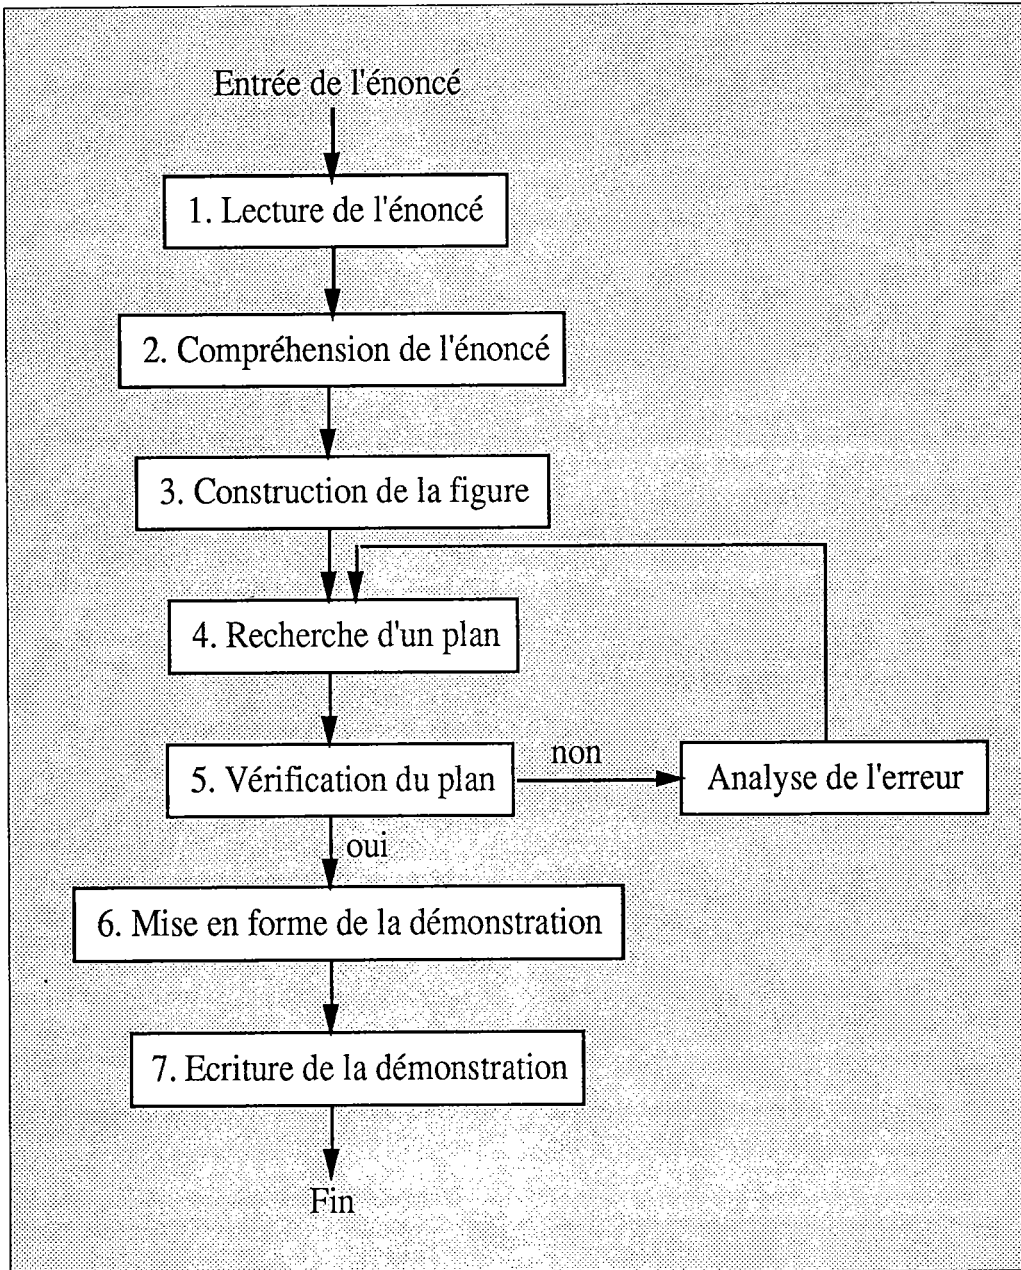 Entrée de l'énoncé
1. Lecture de l'énoncé
2. Compréhension de l'énoncé
3. Construction de la figure
4. Recherche d'un plan
5. Vérification du plan
non
Analyse de l'erreur
oui
6. Mise en forme de la démonstration
7. Ecriture de la démonstration
Fin